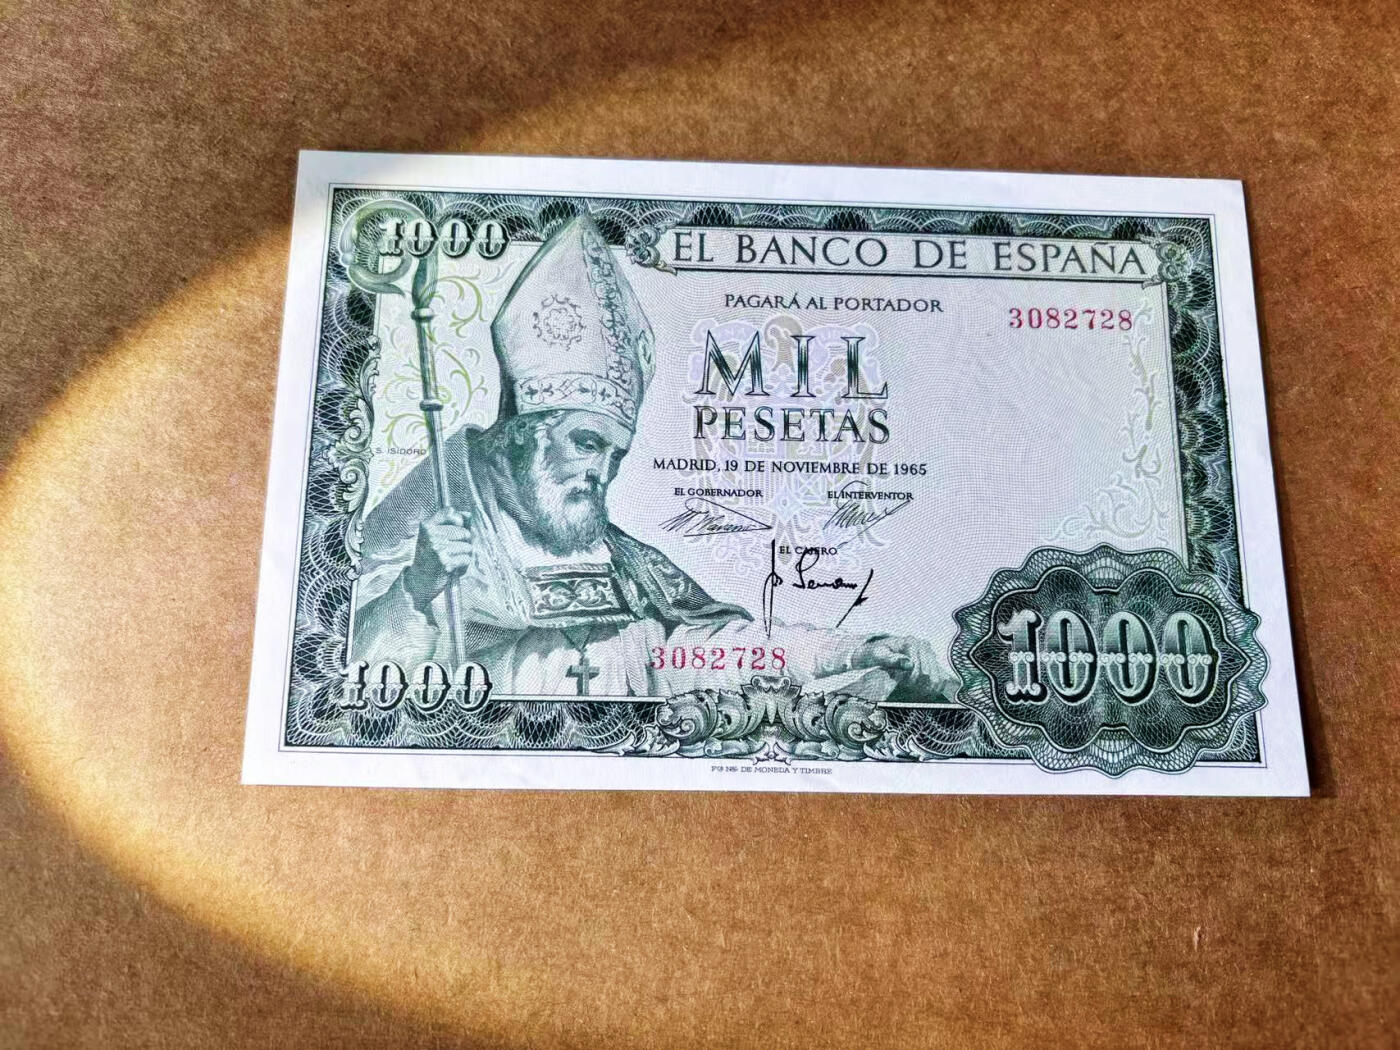 1000
EL BANCO DE ESPAÑA
PAGARÁ AL PORTADOR
3082728
MIL
PESETAS
S. ISIDORO
MADRID, 19 DE NOVIEMBRE DE 1965
EL GOBERNADOR
EL INTERVENTOR
EL CAJERO
3082728
1000
1000
FCA NAL DE MONEDA Y TIMBRE